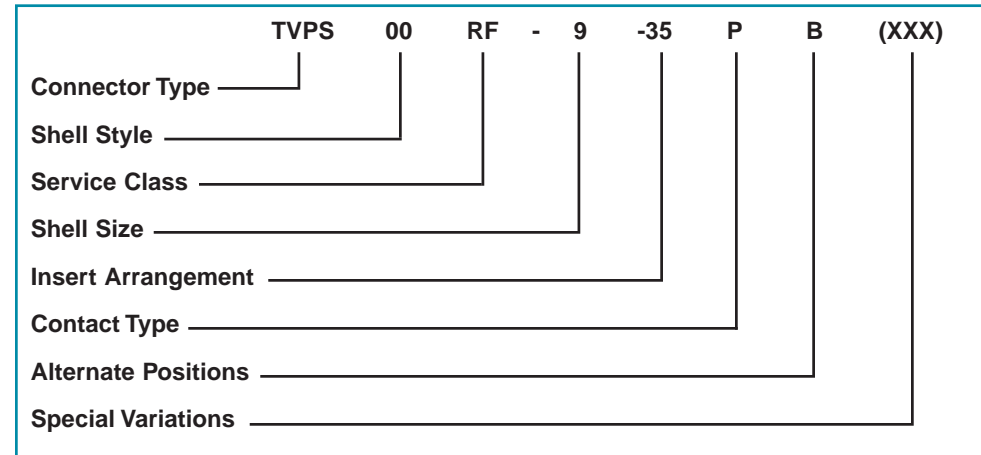 TVPS 00 RF - 9 -35 P B (XXX)
Connector Type
Shell Style
Service Class
Shell Size
Insert Arrangement
Contact Type
Alternate Positions
Special Variations